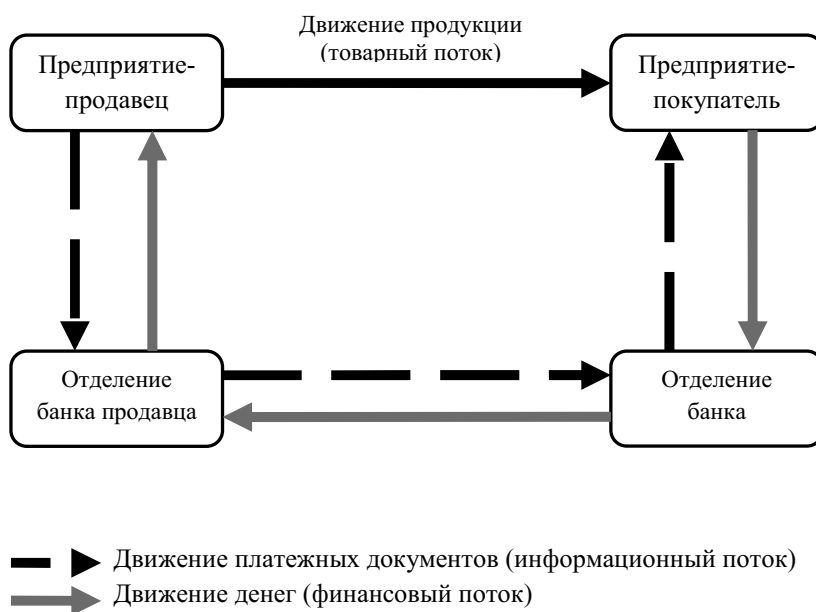 Движение продукции
(товарный поток)
Предприятие-
продавец
Предприятие-
покупатель
Отделение
банка продавца
Отделение
банка
Движение платежных документов (информационный поток)
Движение денег (финансовый поток)